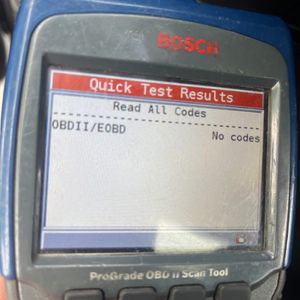 BOSCH
Quick Test Results
Read All Codes
OBDII/EOBD
No codes
ProGrade OBD II Scan Tool